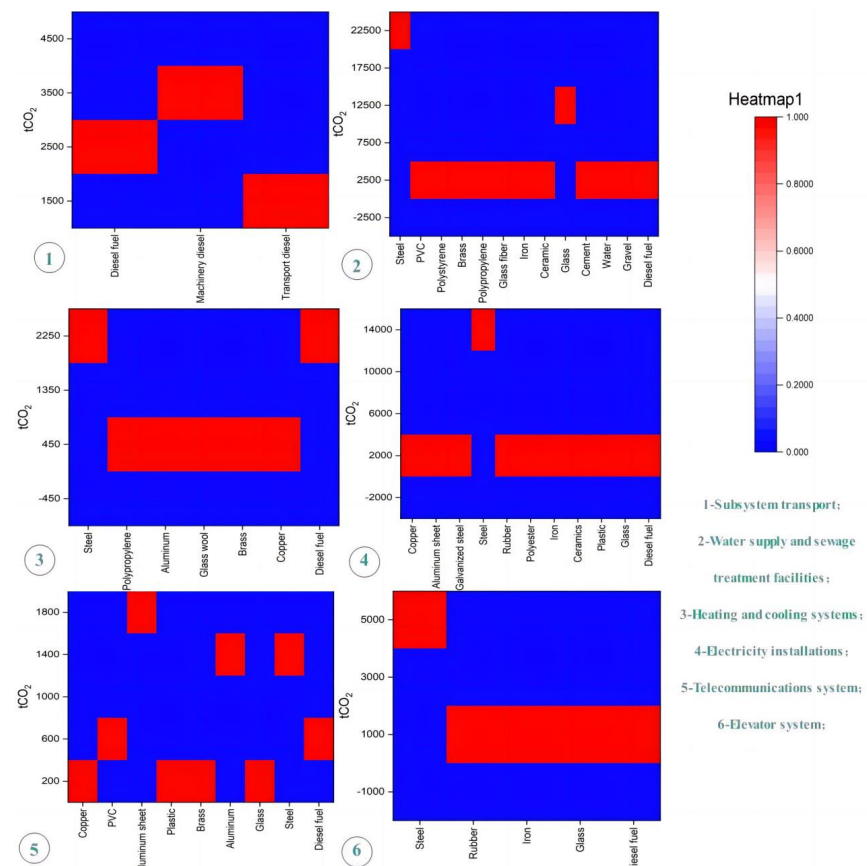 5000
3500
2500
1500
tCO2
Diesel fuel
Machinery diesel
Transport diesel
1
22500
17500
12500
7500
2500
-2500
tCO2
Steel
PVC
Polystyrene
Brass
Polypropylene
Glass fiber
Iron
Ceramic
Glass
Cement
Water
Gravel
Diesel fuel
2
Heatmap1
1.000
0.8000
0.6000
0.4000
0.2000
0.000
2250
1350
450
-450
tCO2
Steel
Polypropylene
Aluminum
Glass wool
Brass
Copper
Diesel fuel
3
14000
10000
6000
2000
-2000
tCO2
Copper
Aluminum sheet
Galvanized steel
Steel
Rubber
Polyester
Iron
Ceramics
Plastic
Glass
Diesel fuel
4
1-Subsystem transport;
2-Water supply and sewage
treatment facilities;
3-Heating and cooling systems;
4-Electricity installations;
5-Telecommunications system;
6-Elevator system;
1800
1400
1000
600
200
tCO2
Copper
PVC
luminum sheet
Plastic
Brass
Aluminum
Glass
Steel
Diesel fuel
5
5000
3000
1000
-1000
tCO2
Steel
Rubber
Iron
Glass
Diesel fuel
6